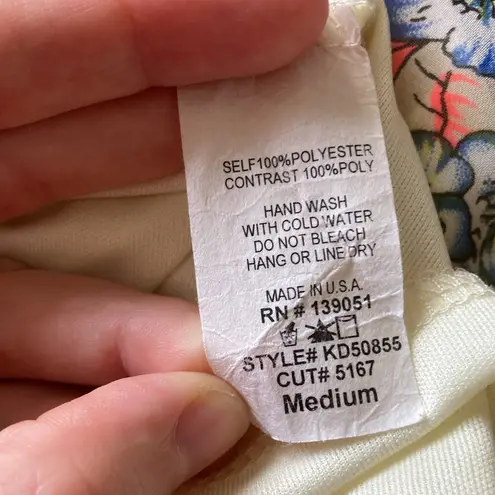 SELF100%POLYESTER
CONTRAST 100%POLY
HAND WASH
WITH COLD WATER
DO NOT BLEACH
HANG OR LINE DRY
MADE IN U.S.A.
RN # 139051
STYLE# KD50855
CUT# 5167
Medium